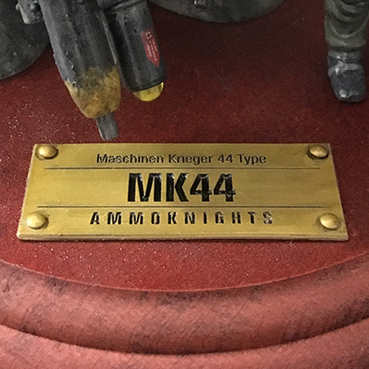 Maschinen Krieger 44 Type
MK44
AMMOKNIGHTS